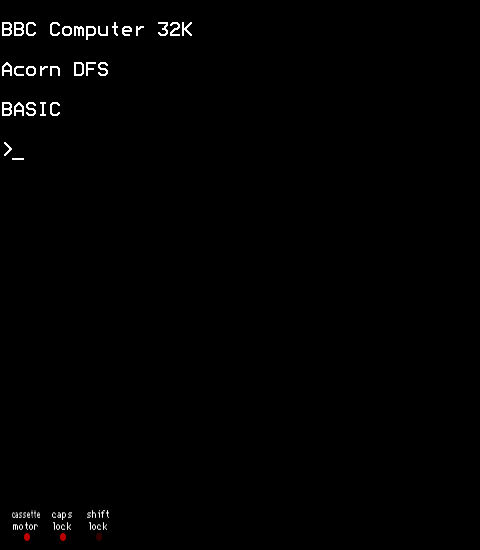 BBC Computer 32K
Acorn DFS
BASIC
>_
cassette caps shift
motor lock lock